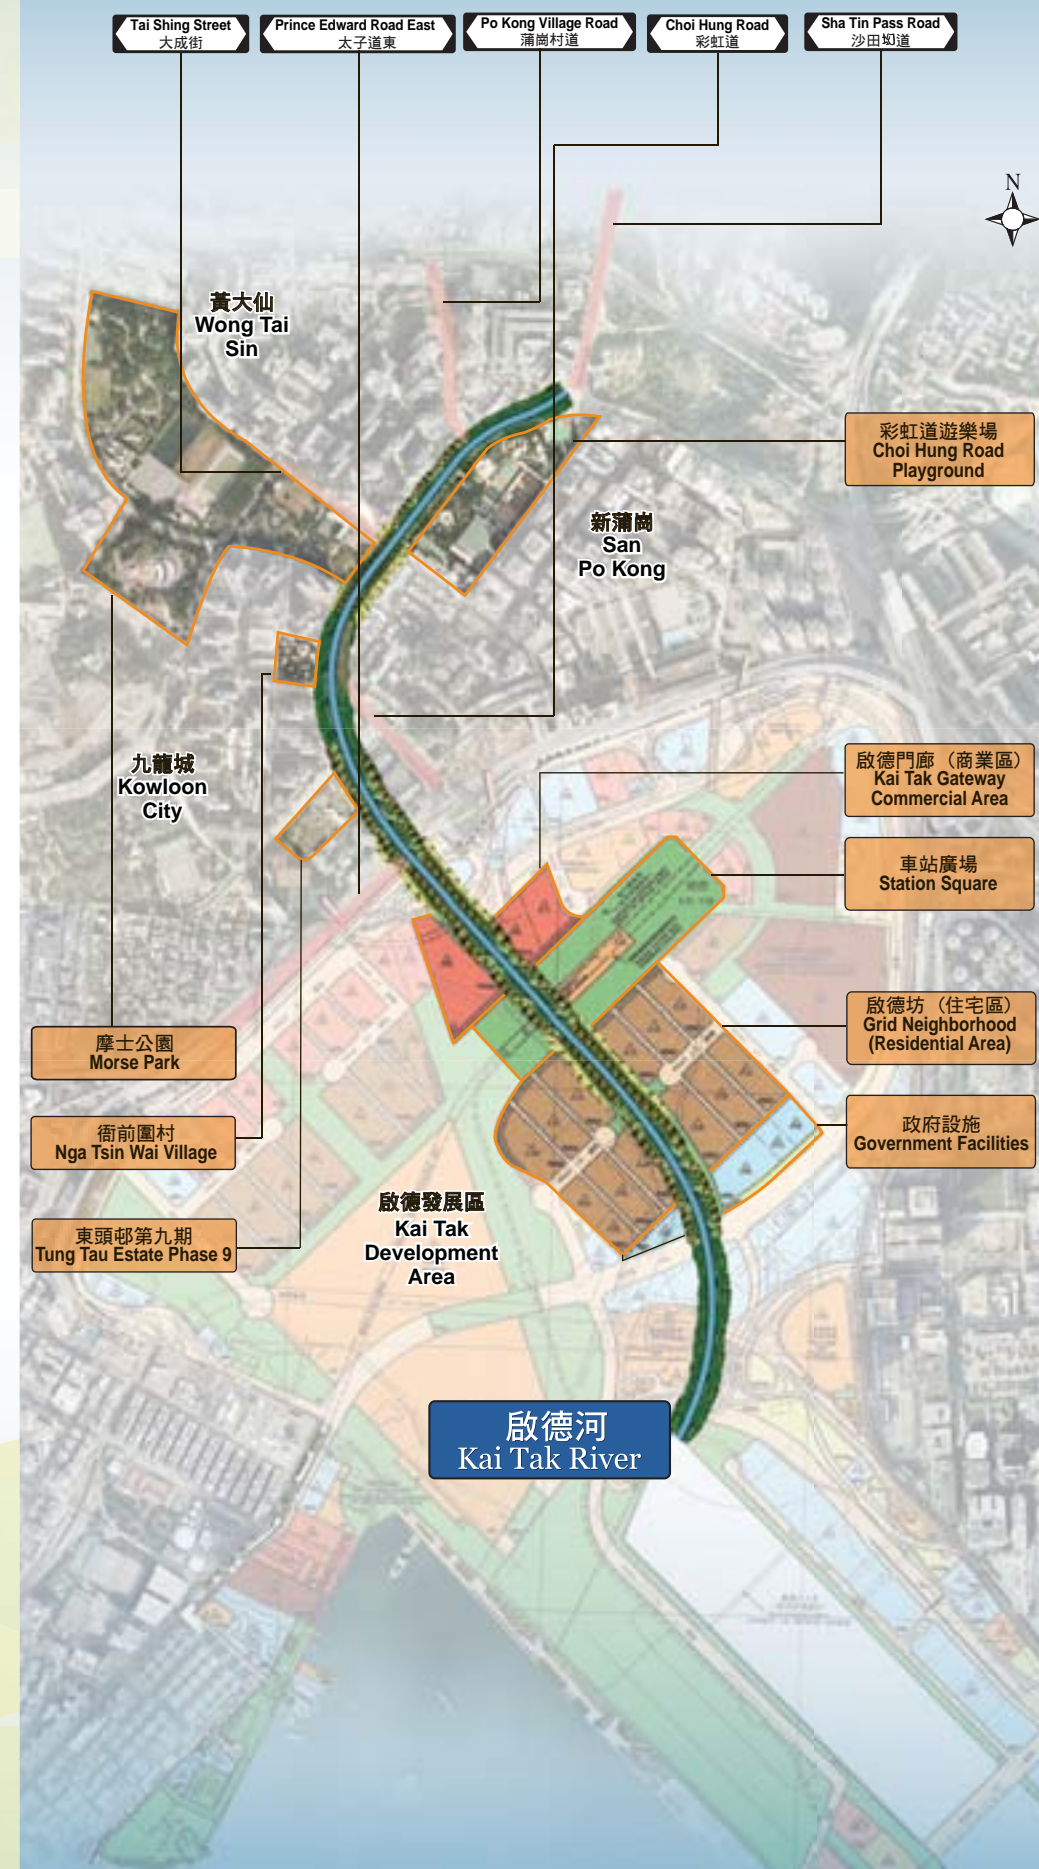 Tai Shing Street
大成街
Prince Edward Road East
太子道東
Po Kong Village Road
蒲崗村道
Choi Hung Road
彩虹道
Sha Tin Pass Road
沙田坳道
N
黃大仙
Wong Tai
Sin
彩虹道遊樂場
Choi Hung Road
Playground
新蒲崗
San
Po Kong
九龍城
Kowloon
City
啟德門廊（商業區）
Kai Tak Gateway
Commercial Area
車站廣場
Station Square
啟德坊（住宅區）
Grid Neighborhood
(Residential Area)
摩士公園
Morse Park
政府設施
Government Facilities
衙前圍村
Nga Tsin Wai Village
啟德發展區
Kai Tak
Development
Area
東頭邨第九期
Tung Tau Estate Phase 9
啟德河
Kai Tak River